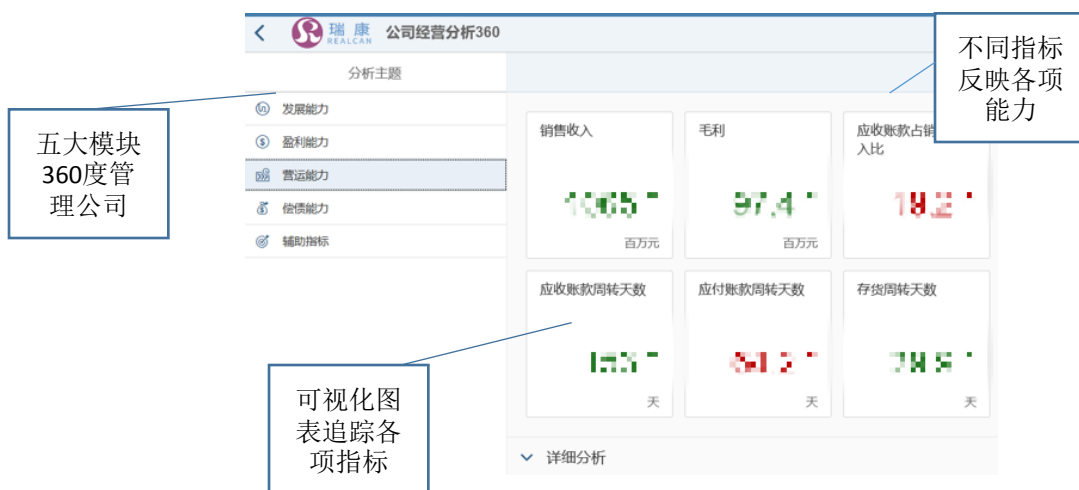 瑞 康
REALCAN
公司经营分析360
分析主题
发展能力
盈利能力
营运能力
偿债能力
辅助指标
销售收入
百万元
毛利
百万元
应收账款占销
入比
应收账款周转天数
天
应付账款周转天数
天
存货周转天数
天
详细分析
五大模块
360度管
理公司
不同指标
反映各项
能力
可视化图
表追踪各
项指标